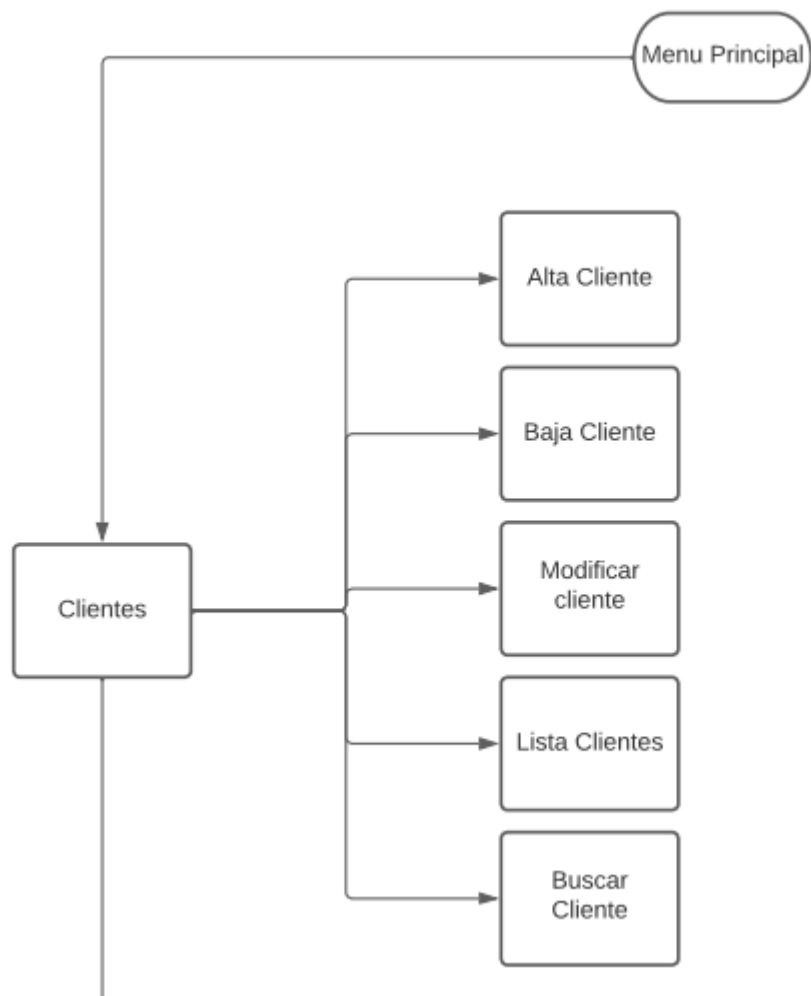 Menu Principal
Alta Cliente
Baja Cliente
Modificar
cliente
Clientes
Lista Clientes
Buscar
Cliente